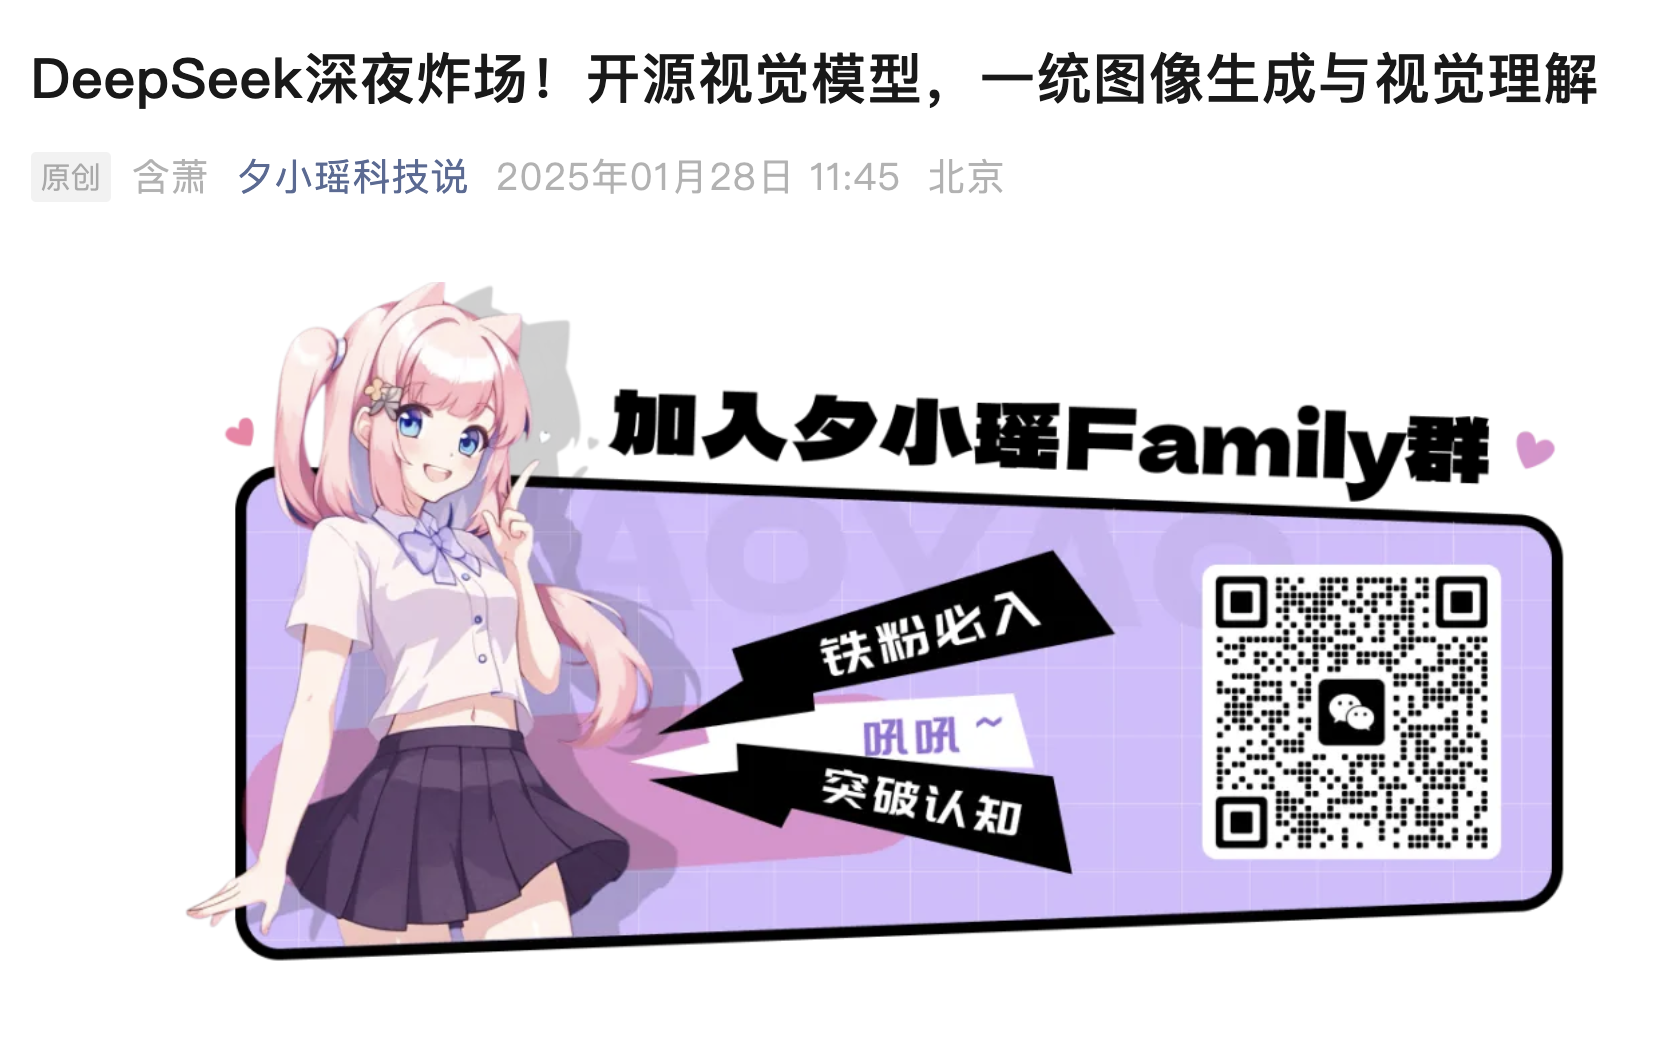 DeepSeek深夜炸场！开源视觉模型，一统图像生成与视觉理解
原创 含萧 夕小瑶科技说 2025年01月28日 11:45 北京
加入夕小瑶Family群
AOYAO
铁粉必入
吼吼~
突破认知